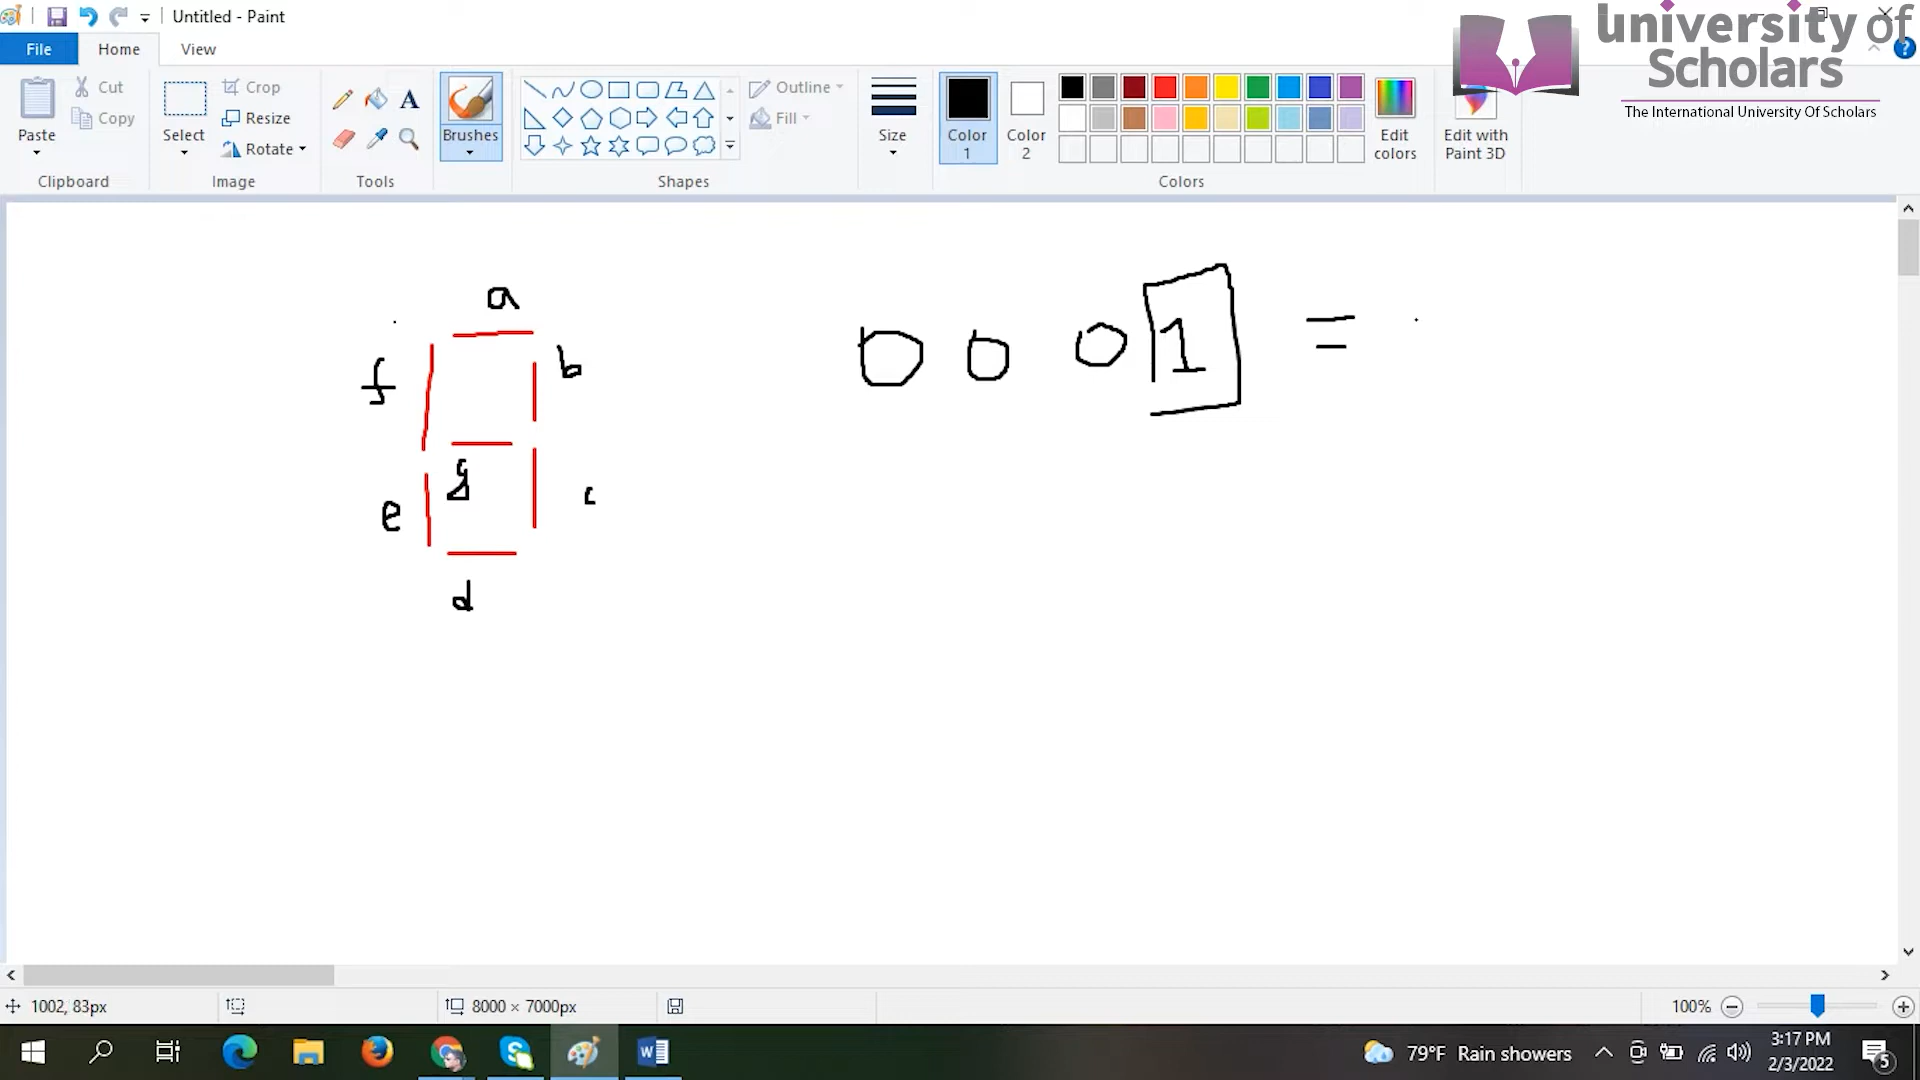 Untitled - Paint
university of
Scholars
The International University Of Scholars
File Home View
Paste
Cut
Copy
Clipboard
Select
Crop
Resize
Rotate
Image
A
Tools
Brushes
Shapes
Outline
Fill
Size
Color 1
Color 2
Edit colors
Edit with Paint 3D
Colors
?
a
f
b
g
e
c
d
0 0 0 1 =
1002, 83px
8000 × 7000px
100%
79°F Rain showers
3:17 PM
2/3/2022
5